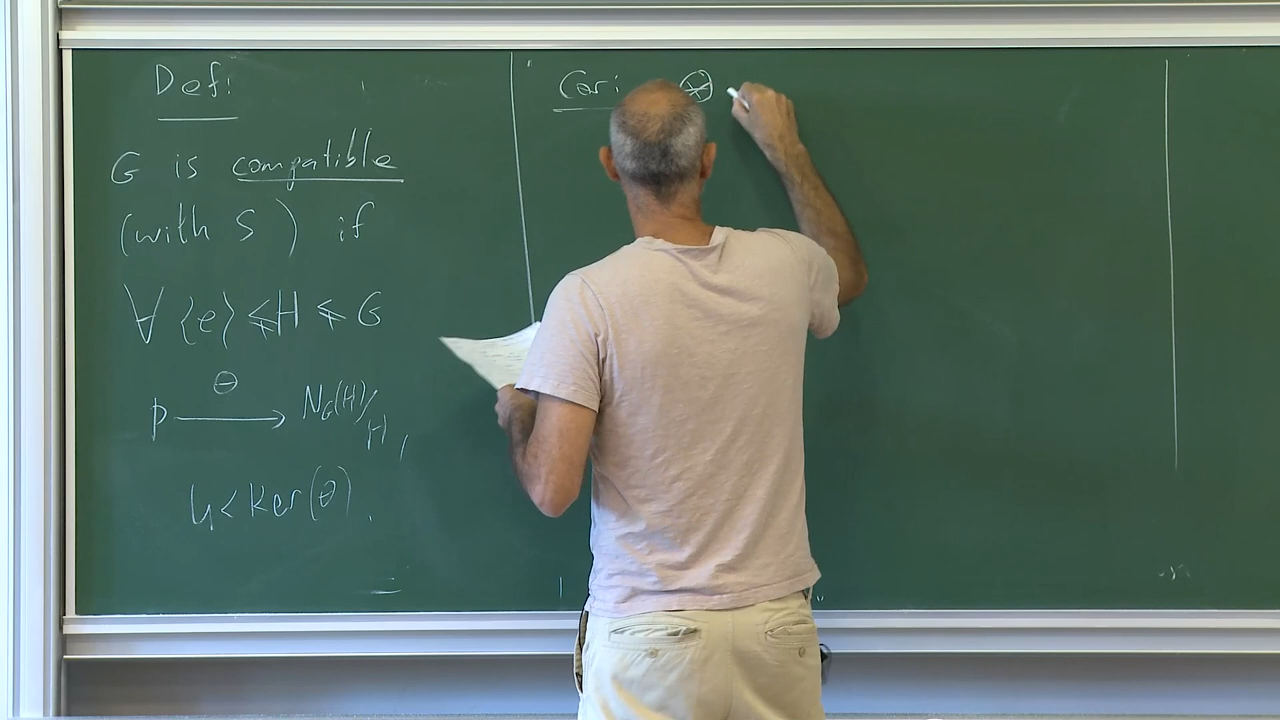 Def:
G is compatible
(with S) if
∀ {e} ⪇ H ⪇ G
P ⟶ N_G(H)/H,
θ
U < Ker(θ).
Cor: ⊛